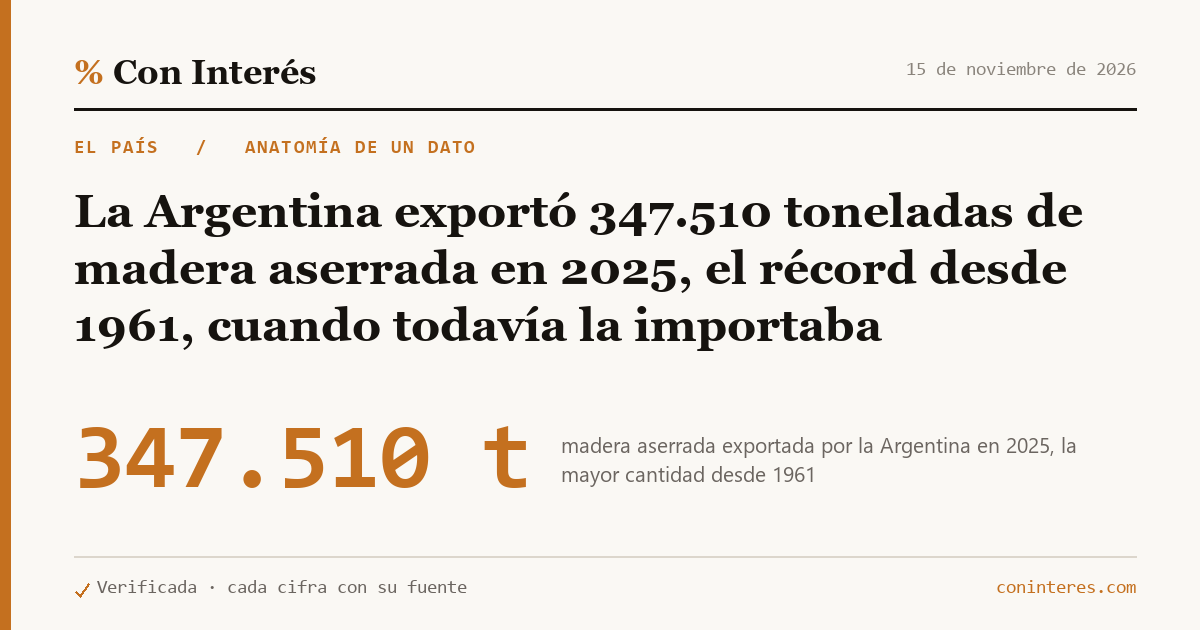 % Con Interés
15 de noviembre de 2026
EL PAÍS / ANATOMÍA DE UN DATO
La Argentina exportó 347.510 toneladas de
madera aserrada en 2025, el récord desde
1961, cuando todavía la importaba
347.510 t
madera aserrada exportada por la Argentina en 2025, la
mayor cantidad desde 1961
Verificada · cada cifra con su fuente
coninteres.com